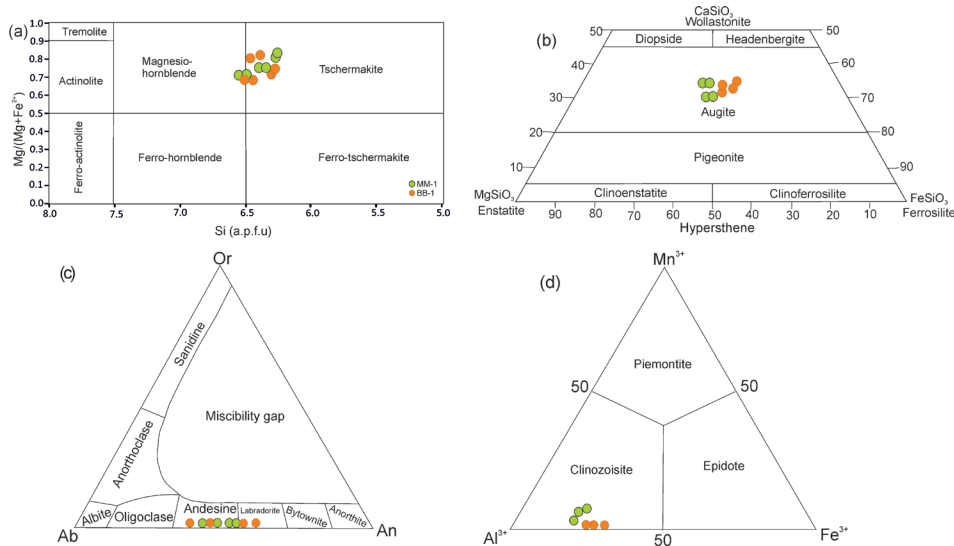 (a)
1.0
0.9
0.8
0.7
0.6
0.5
0.4
0.3
0.2
0.1
0.0
Mg/(Mg+Fe²⁺)
Tremolite
Actinolite
Magnesio-
hornblende
Tschermakite
Ferro-actinolite
Ferro-hornblende
Ferro-tschermakite
MM-1
BB-1
8.0 7.5 7.0 6.5 6.0 5.5 5.0
Si (a.p.f.u)
(b)
CaSiO₃
Wollastonite
50 50
Diopside Headenbergite
40 60
30 70
Augite
20 80
Pigeonite
10 90
MgSiO₃ Clinoenstatite Clinoferrosilite FeSiO₃
Enstatite Ferrosilite
90 80 70 60 50 40 30 20 10
Hypersthene
(c)
Or
Sanidine
Miscibility gap
Anorthoclase
Albite Oligoclase Andesine Labradorite Bytownite Anorthite
Ab An
(d)
Mn³⁺
Piemontite
50 50
Clinozoisite Epidote
Al³⁺ Fe³⁺
50